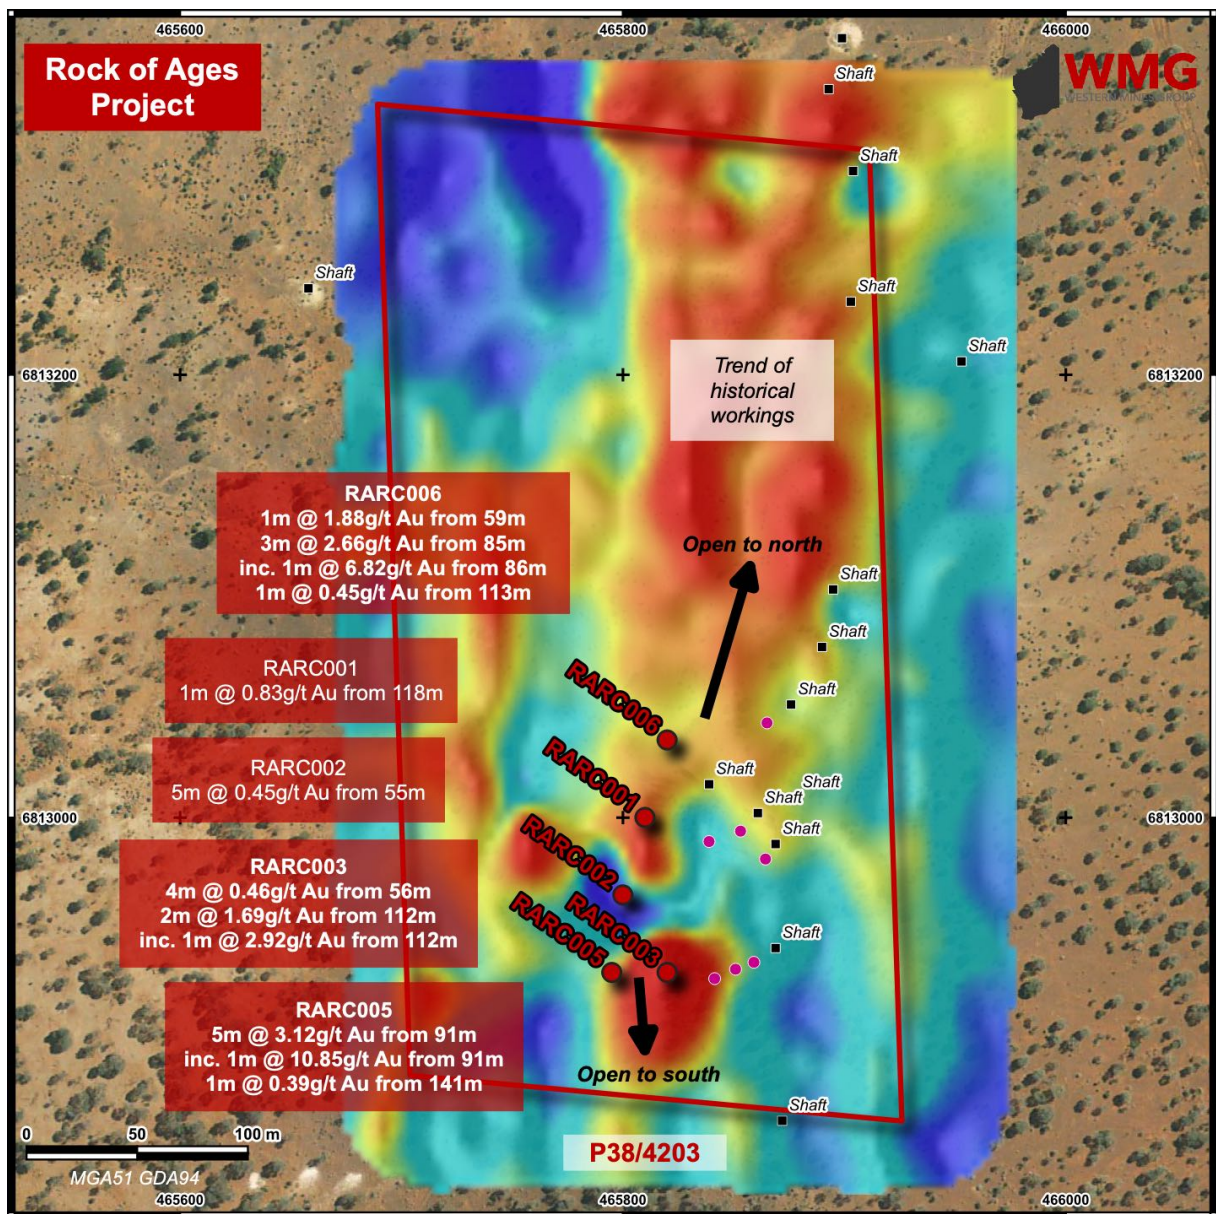 465600
465800
466000
Rock of Ages
Project
WMG
WESTERN MINES GROUP
Shaft
Shaft
Shaft
Shaft
Shaft
6813200
6813200
Trend of
historical
workings
RARC006
1m @ 1.88g/t Au from 59m
3m @ 2.66g/t Au from 85m
inc. 1m @ 6.82g/t Au from 86m
1m @ 0.45g/t Au from 113m
Open to north
Shaft
Shaft
RARC001
1m @ 0.83g/t Au from 118m
RARC006
Shaft
RARC002
5m @ 0.45g/t Au from 55m
RARC001
Shaft
Shaft
Shaft
6813000
6813000
Shaft
RARC002
RARC003
4m @ 0.46g/t Au from 56m
2m @ 1.69g/t Au from 112m
inc. 1m @ 2.92g/t Au from 112m
RARC003
RARC005
Shaft
RARC005
5m @ 3.12g/t Au from 91m
inc. 1m @ 10.85g/t Au from 91m
1m @ 0.39g/t Au from 141m
Open to south
Shaft
0 50 100 m
P38/4203
MGA51 GDA94
465600
465800
466000